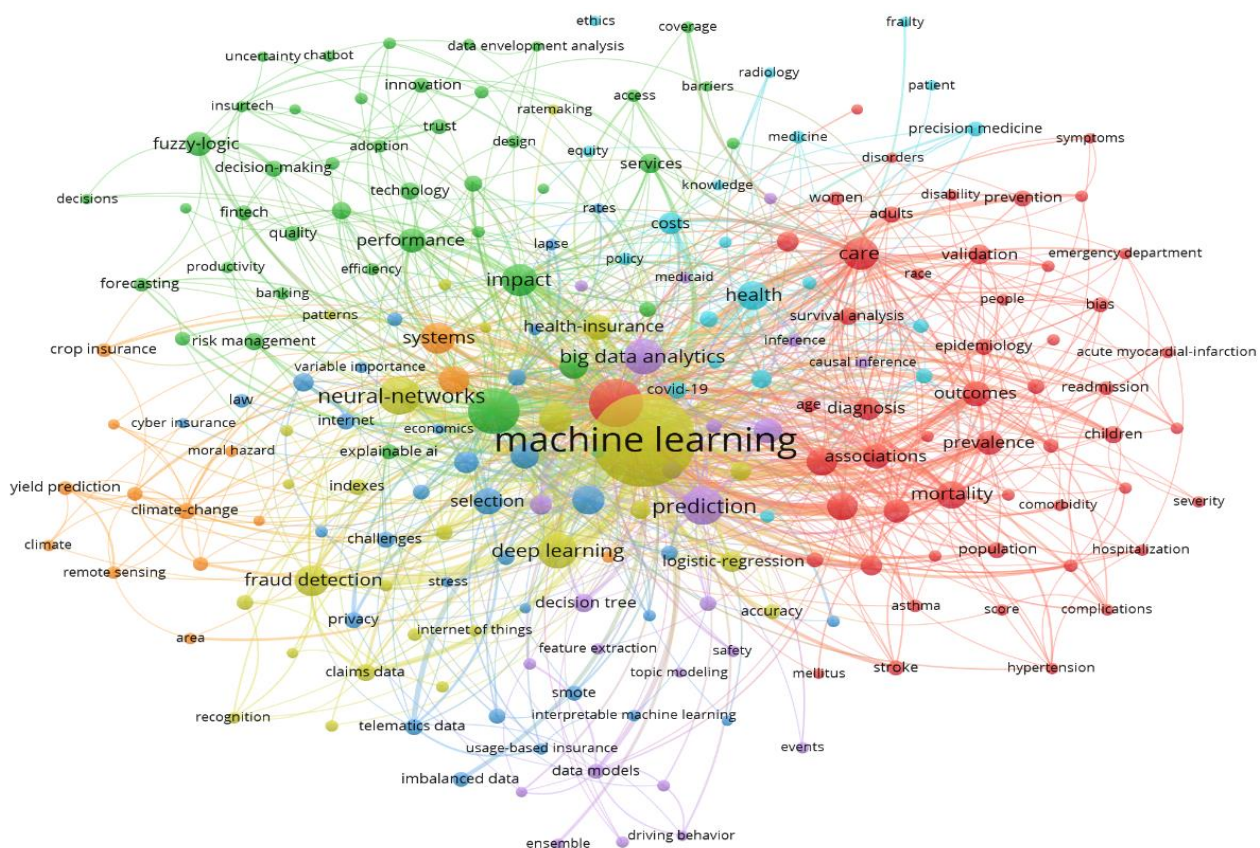 ethics
frailty
coverage
data envelopment analysis
uncertainty
chatbot
radiology
innovation
barriers
patient
access
insurtech
ratemaking
trust
precision medicine
medicine
symptoms
fuzzy-logic
adoption
design
equity
disorders
decision-making
services
technology
knowledge
women
disability
prevention
decisions
fintech
rates
adults
costs
quality
performance
lapse
care
validation
emergency department
policy
productivity
efficiency
impact
medicaid
race
forecasting
banking
health
people
bias
patterns
survival analysis
health-insurance
systems
risk management
inference
epidemiology
crop insurance
big data analytics
acute myocardial-infarction
variable importance
causal inference
covid-19
readmission
neural-networks
outcomes
law
age
diagnosis
cyber insurance
internet
economics
children
machine learning
prevalence
moral hazard
explainable ai
associations
yield prediction
indexes
mortality
selection
prediction
severity
climate-change
comorbidity
challenges
climate
deep learning
population
hospitalization
logistic-regression
remote sensing
fraud detection
stress
decision tree
accuracy
asthma
score
complications
privacy
internet of things
area
feature extraction
safety
claims data
topic modeling
mellitus
stroke
hypertension
smote
recognition
interpretable machine learning
telematics data
usage-based insurance
events
data models
imbalanced data
driving behavior
ensemble